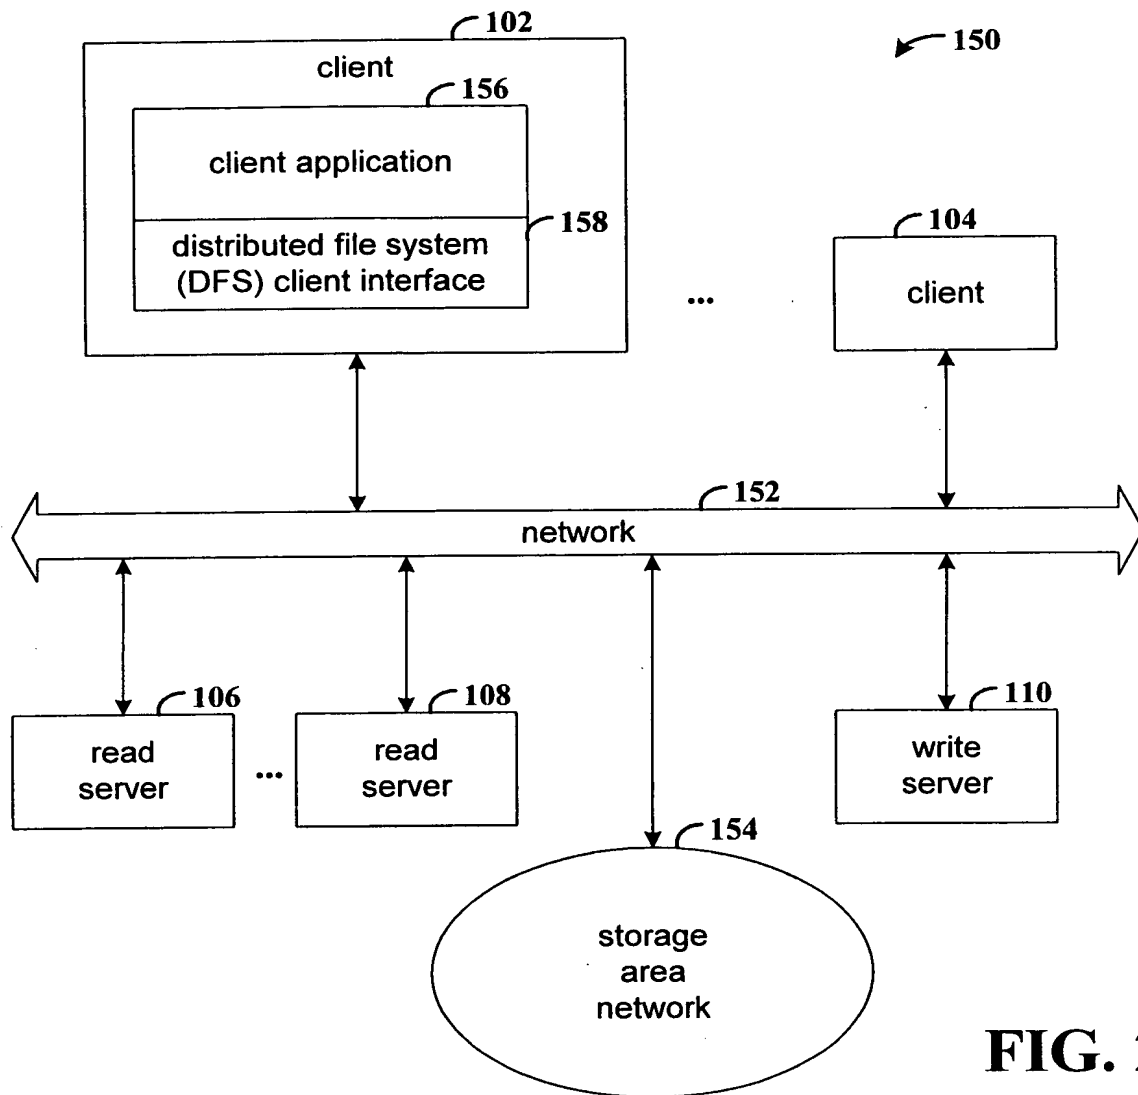 102
150
client
156
client application
158
distributed file system
(DFS) client interface
104
client
...
152
network
106
read
server
...
108
read
server
110
write
server
154
storage
area
network
FIG.